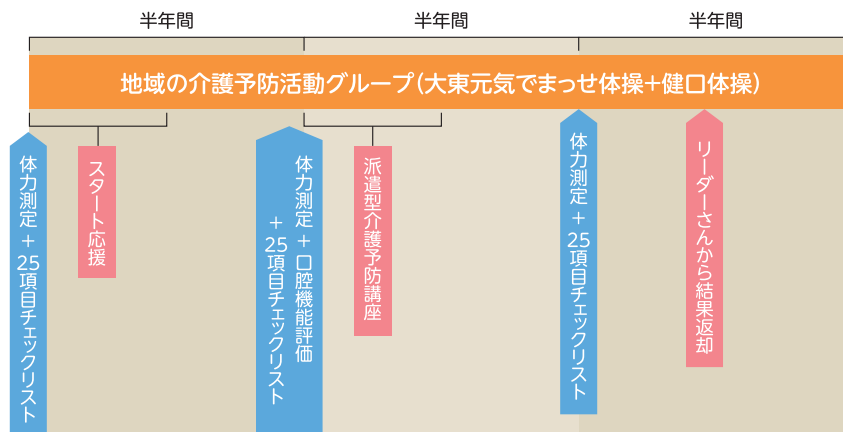 半年間
半年間
半年間
地域の介護予防活動グループ(大東元気でまっせ体操+健口体操)
体力測定+25項目チェックリスト
スタート応援
体力測定+口腔機能評価
+25項目チェックリスト
派遣型介護予防講座
体力測定+25項目チェックリスト
リーダーさんから結果返却